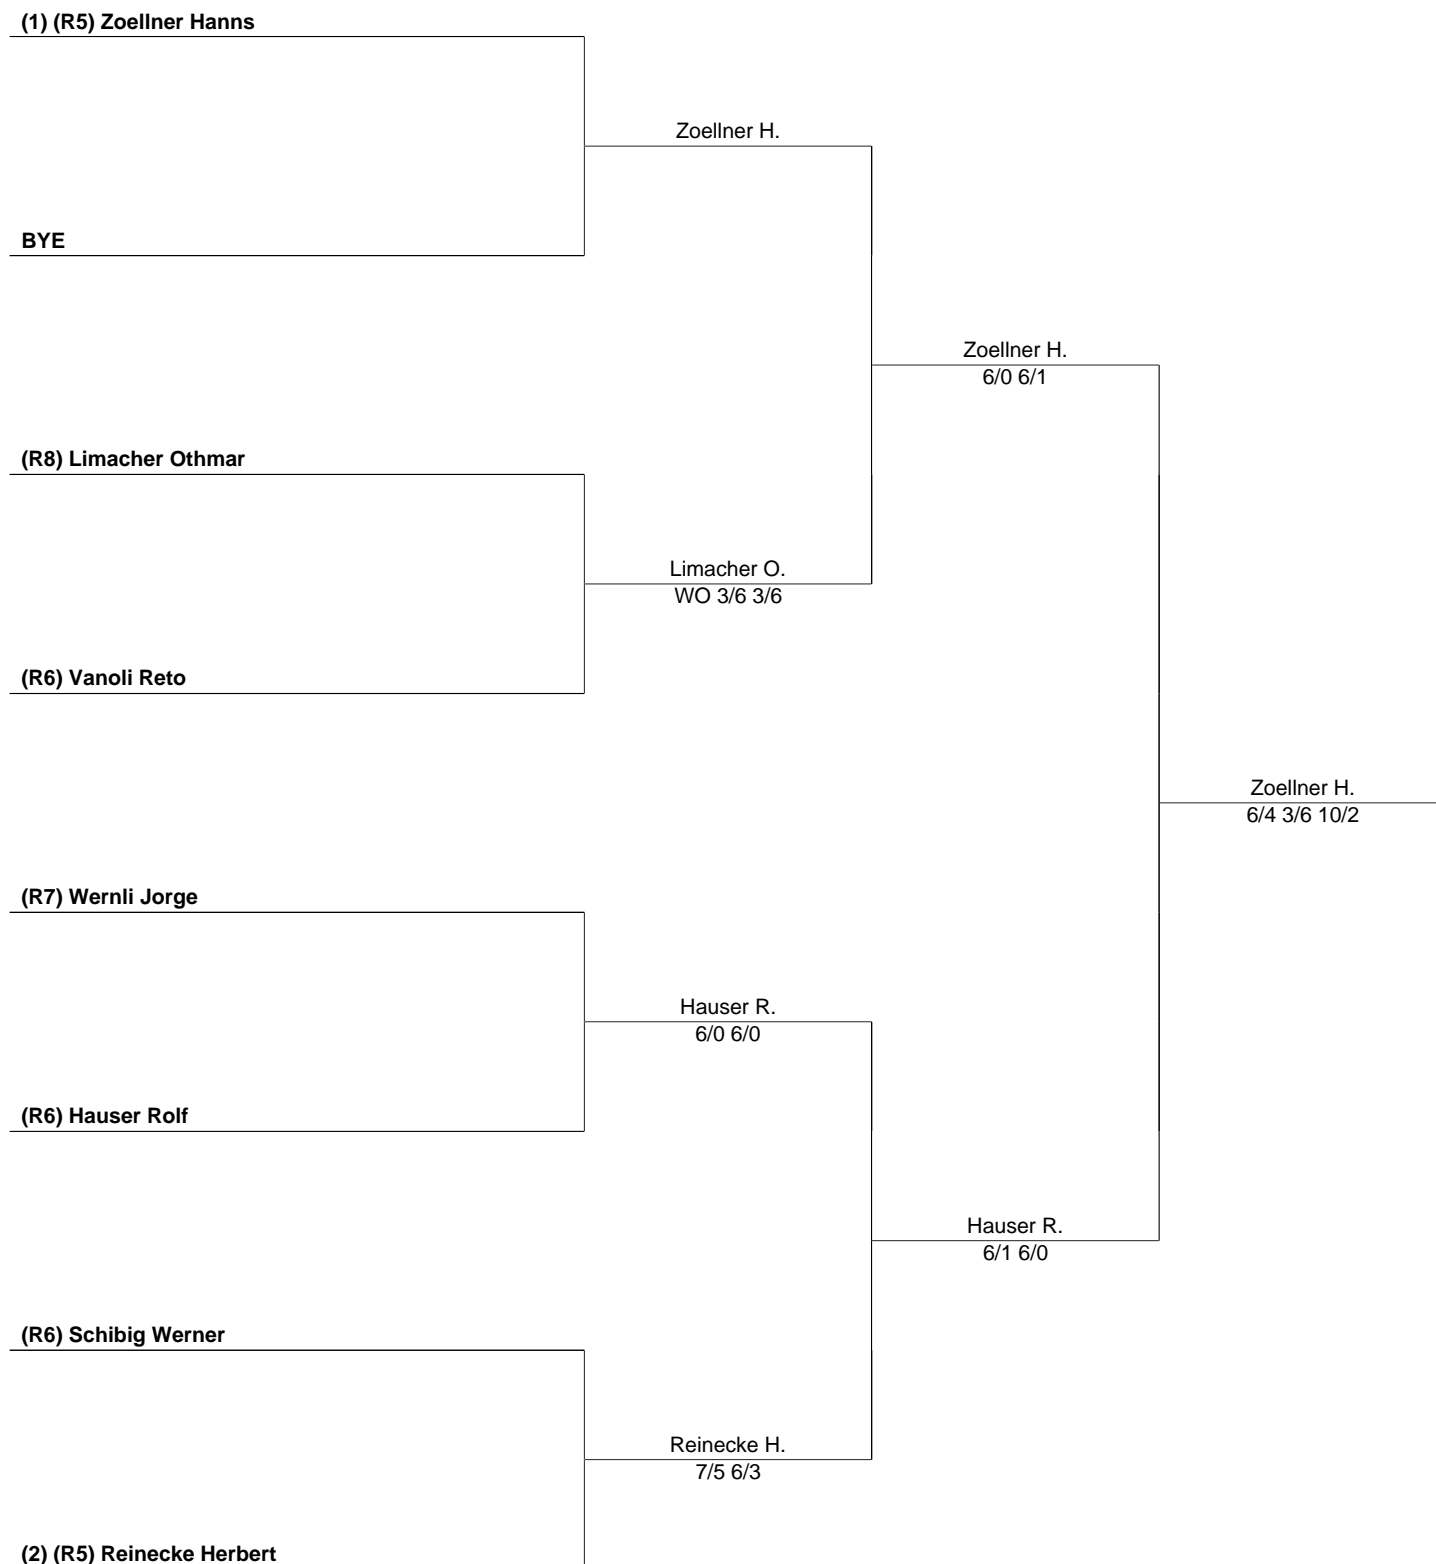 (1) (R5) Zoellner Hanns
Zoellner H.
BYE
Zoellner H.
6/0 6/1
(R8) Limacher Othmar
Limacher O.
WO 3/6 3/6
(R6) Vanoli Reto
Zoellner H.
6/4 3/6 10/2
(R7) Wernli Jorge
Hauser R.
6/0 6/0
(R6) Hauser Rolf
Hauser R.
6/1 6/0
(R6) Schibig Werner
Reinecke H.
7/5 6/3
(2) (R5) Reinecke Herbert